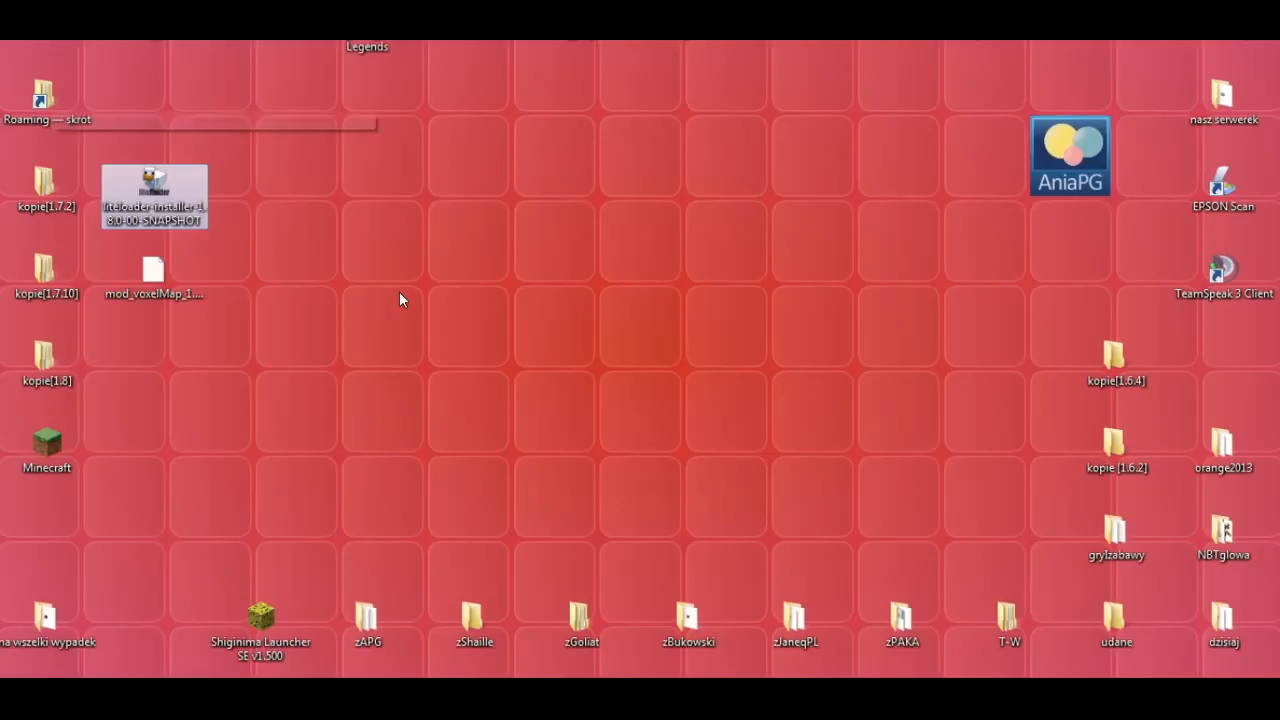 Legends
Roaming — skrót
nasz serwerek
AniaPG
kopie[1.7.2]
liteloader-installer-1.
8.0-00-SNAPSHOT
EPSON Scan
kopie[1.7.10]
mod_voxelMap_1....
TeamSpeak 3 Client
kopie[1.8]
kopie[1.6.4]
Minecraft
kopie [1.6.2]
orange2013
gryIzabawy
NBTglowa
na wszelki wypadek
Shiginima Launcher
SE v1.500
zAPG
zShaille
zGoliat
zBukowski
zJaneqPL
zPAKA
T-W
udane
dzisiaj